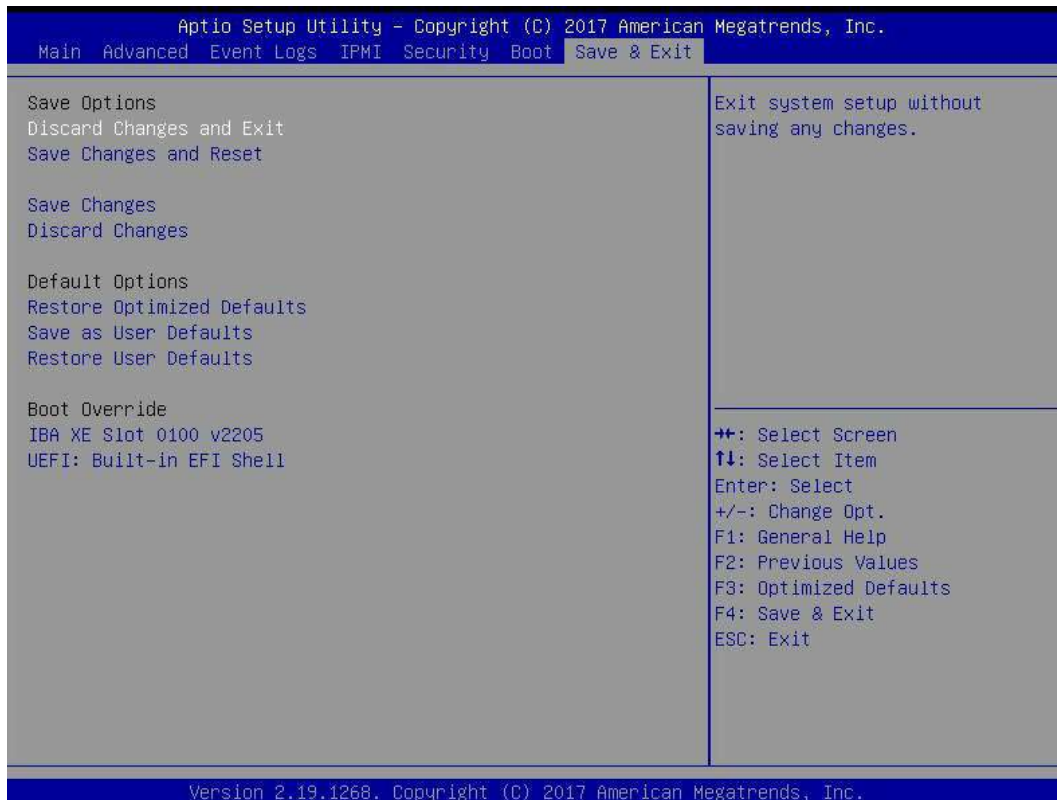 Aptio Setup Utility - Copyright (C) 2017 American Megatrends, Inc.
Main Advanced Event Logs IPMI Security Boot Save & Exit
Save Options
Discard Changes and Exit
Save Changes and Reset
Save Changes
Discard Changes
Default Options
Restore Optimized Defaults
Save as User Defaults
Restore User Defaults
Boot Override
IBA XE Slot 0100 v2205
UEFI: Built-in EFI Shell
Exit system setup without
saving any changes.
→←: Select Screen
↑↓: Select Item
Enter: Select
+/-: Change Opt.
F1: General Help
F2: Previous Values
F3: Optimized Defaults
F4: Save & Exit
ESC: Exit
Version 2.19.1268. Copyright (C) 2017 American Megatrends, Inc.